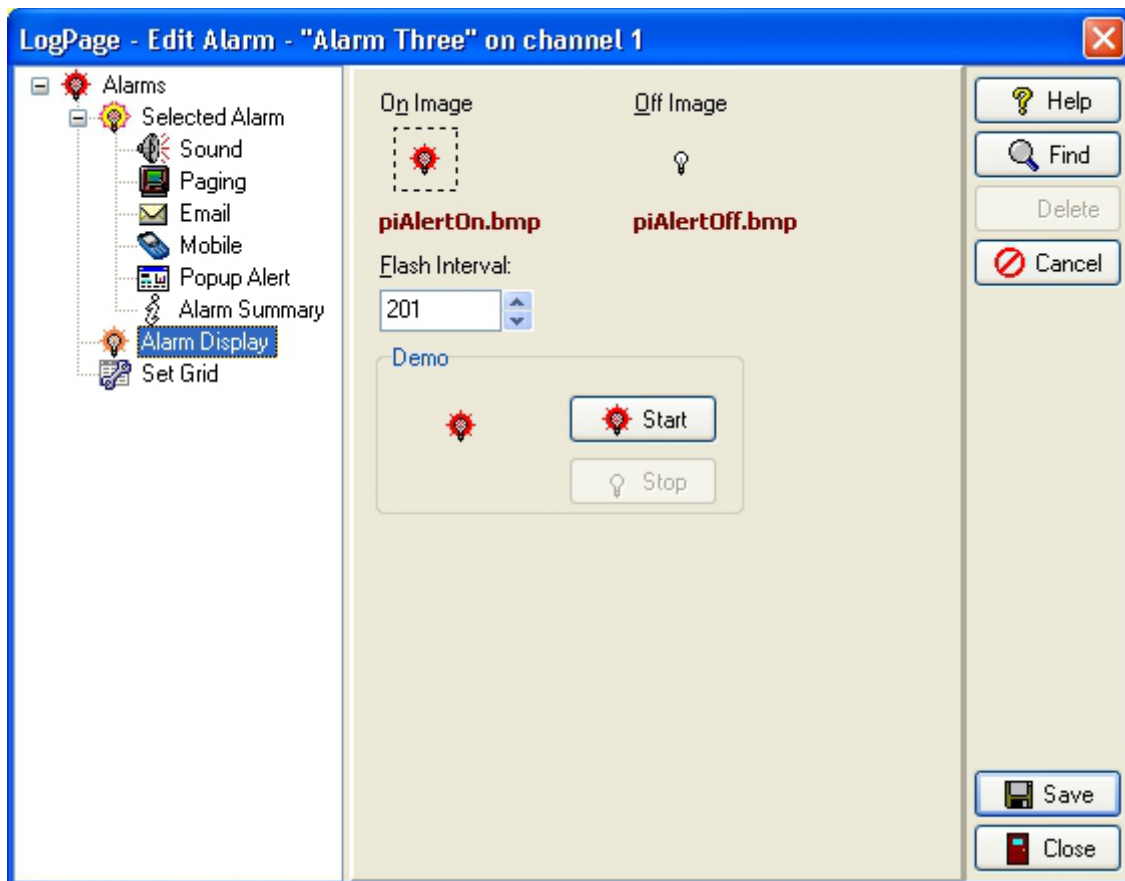 LogPage - Edit Alarm - "Alarm Three" on channel 1
Alarms
Selected Alarm
Sound
Paging
Email
Mobile
Popup Alert
Alarm Summary
Alarm Display
Set Grid
On Image
Off Image
piAlertOn.bmp
piAlertOff.bmp
Flash Interval:
201
Demo
Start
Stop
Help
Find
Delete
Cancel
Save
Close